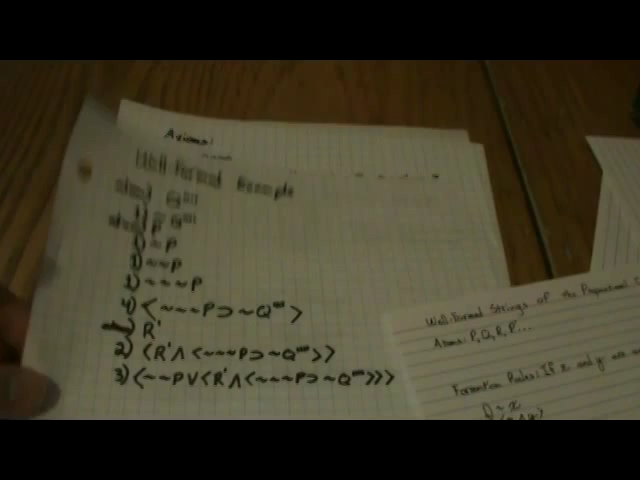 Axioms:
Well-Formed Example
P
~P
~~P
~~~P
4) <~~~P⊃~Q''''>
R'
2) <R'∧<~~~P⊃~Q''''>>
3) <~~P∨<R'∧<~~~P⊃~Q''''>>>
Well-Formed Strings of the Propositional C
Atoms: P, Q, R, P'...
Formation Rules: If x and y are
1) ~x